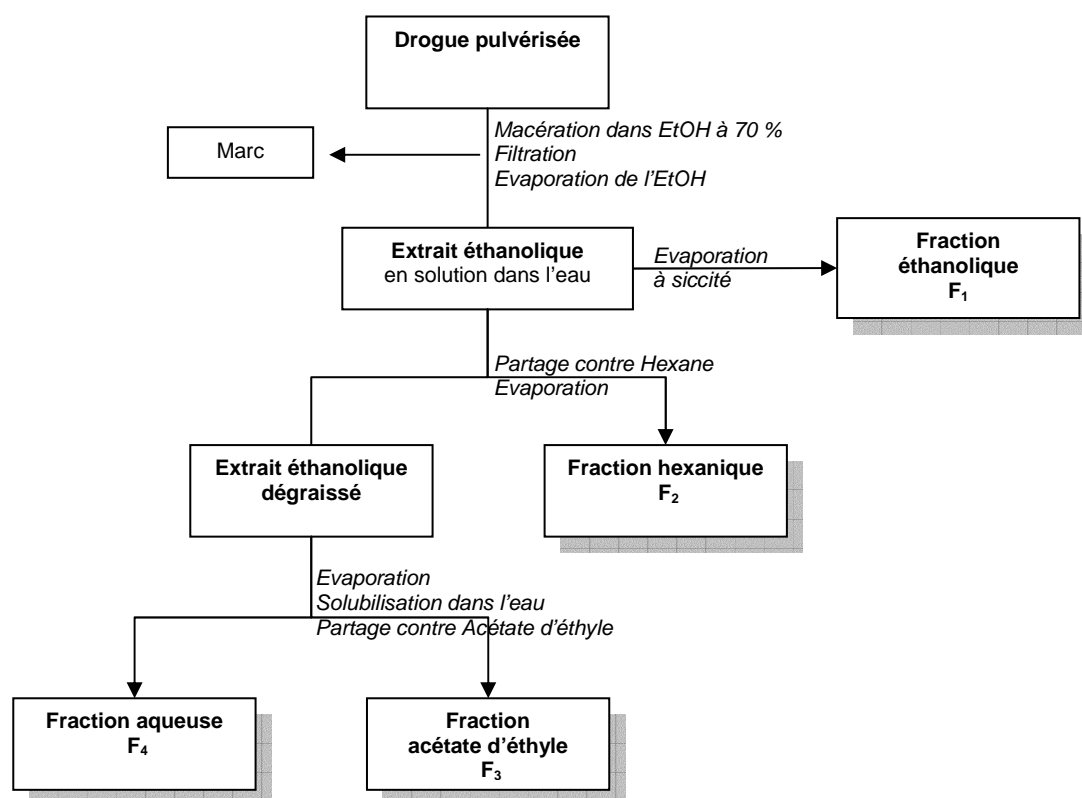 Drogue pulvérisée
Macération dans EtOH à 70 %
Filtration
Evaporation de l'EtOH
Marc
Extrait éthanolique
en solution dans l'eau
Evaporation
à siccité
Fraction
éthanolique
F₁
Partage contre Hexane
Evaporation
Extrait éthanolique
dégraissé
Fraction hexanique
F₂
Evaporation
Solubilisation dans l'eau
Partage contre Acétate d'éthyle
Fraction aqueuse
F₄
Fraction
acétate d'éthyle
F₃